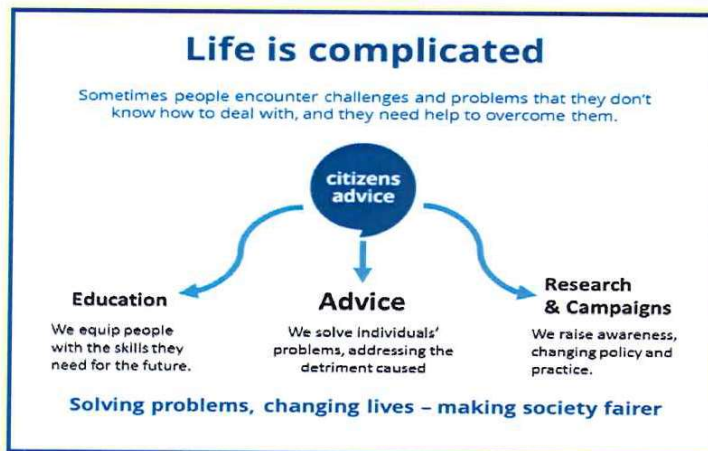 Life is complicated
Sometimes people encounter challenges and problems that they don't
know how to deal with, and they need help to overcome them.
citizens
advice
Education
We equip people
with the skills they
need for the future.
Advice
We solve individuals'
problems, addressing the
detriment caused
Research
& Campaigns
We raise awareness,
changing policy and
practice.
Solving problems, changing lives – making society fairer